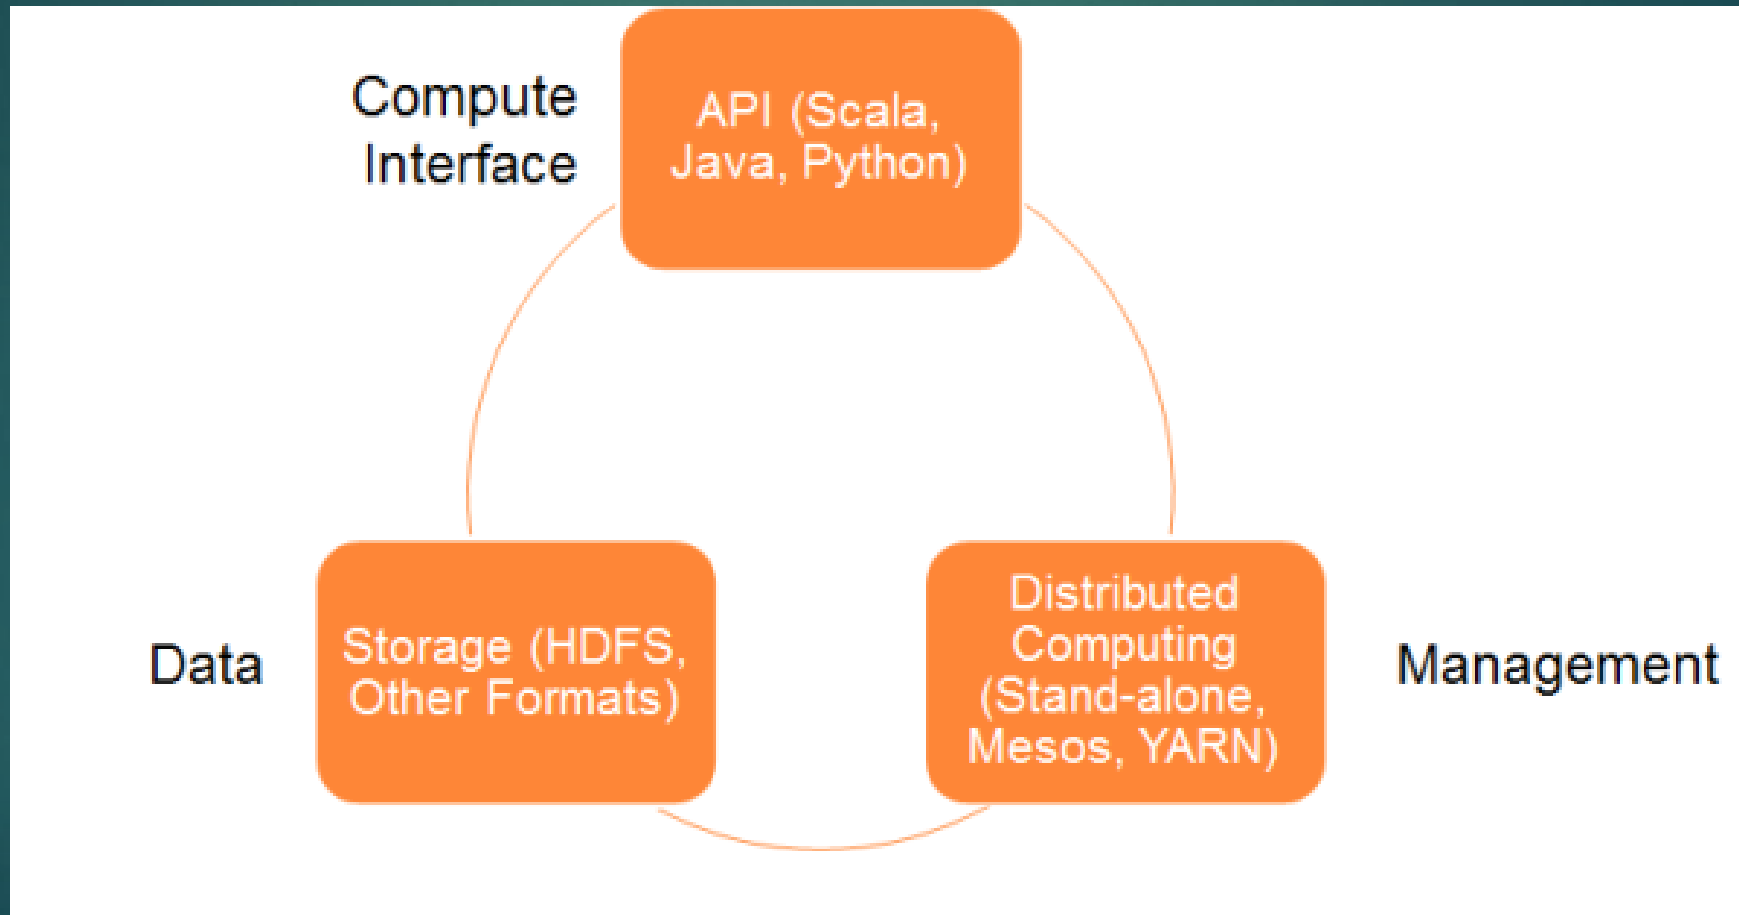 Compute
Interface
API (Scala,
Java, Python)
Data
Storage (HDFS,
Other Formats)
Distributed
Computing
(Stand-alone,
Mesos, YARN)
Management